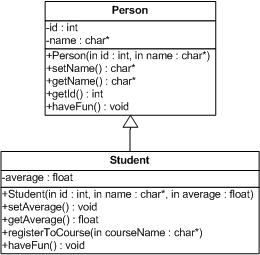 Person
-id : int
-name : char*
+Person(in id : int, in name : char*)
+setName() : char*
+getName() : char*
+getId() : int
+haveFun() : void
Student
-average : float
+Student(in id : int, in name : char*, in average : float)
+setAverage() : void
+getAverage() : float
+registerToCourse(in courseName : char*)
+haveFun() : void